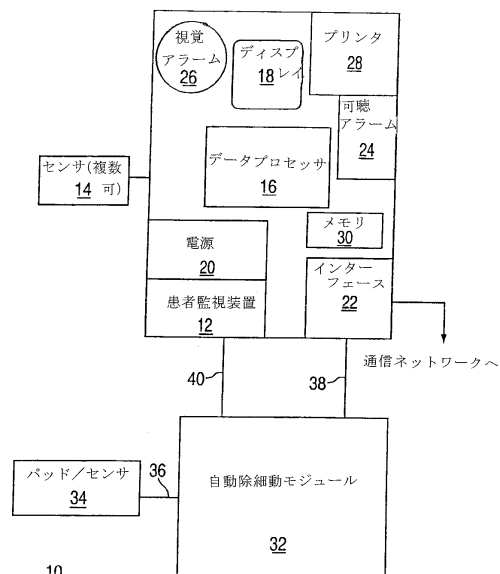 視覚
アラーム
26
ディスプ
レイ
18
プリンタ
28
可聴
アラーム
24
センサ(複数
可)
14
データプロセッサ
16
メモリ
30
電源
20
インター
フェース
22
患者監視装置
12
通信ネットワークへ
40
38
パッド/センサ
34
36
自動除細動モジュール
32
10